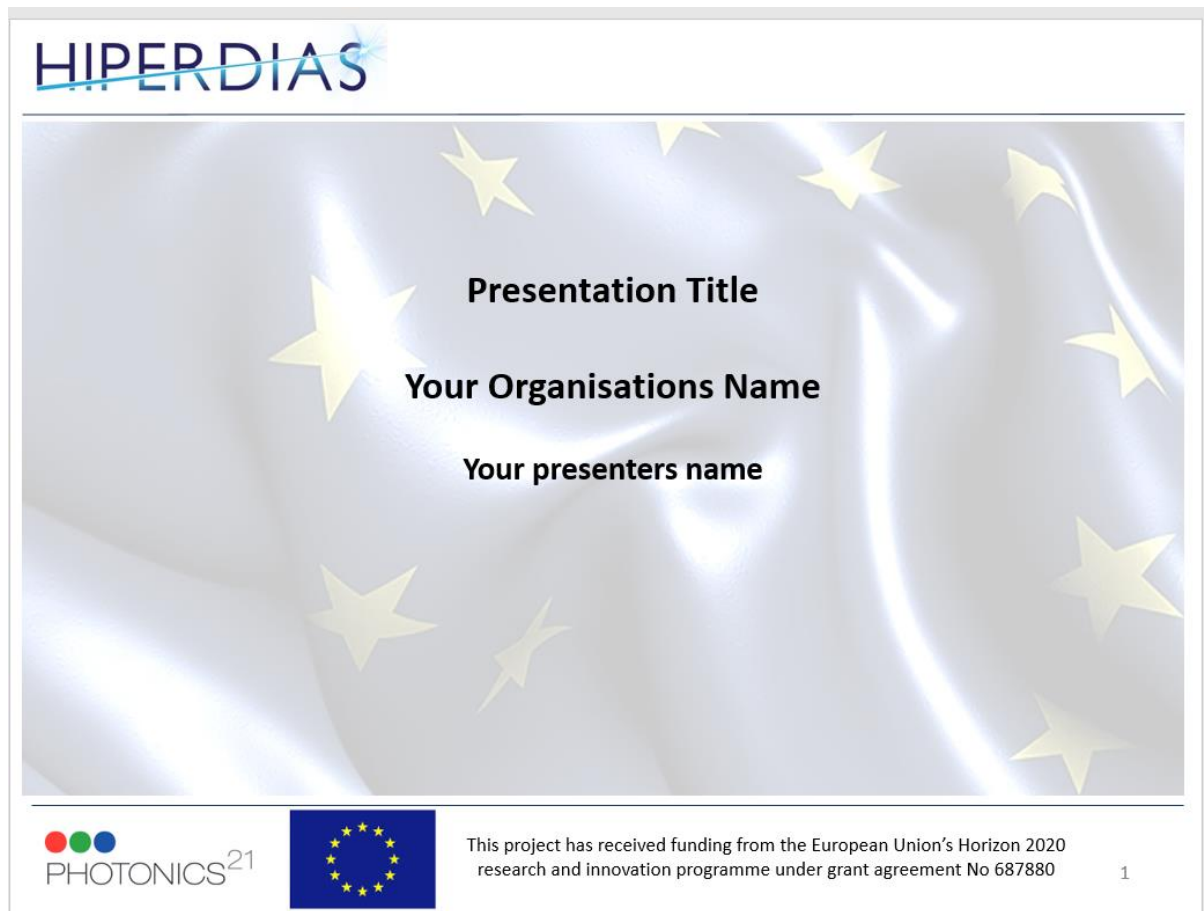 HIPERDIAS
Presentation Title
Your Organisations Name
Your presenters name
PHOTONICS21
This project has received funding from the European Union’s Horizon 2020
research and innovation programme under grant agreement No 687880
1